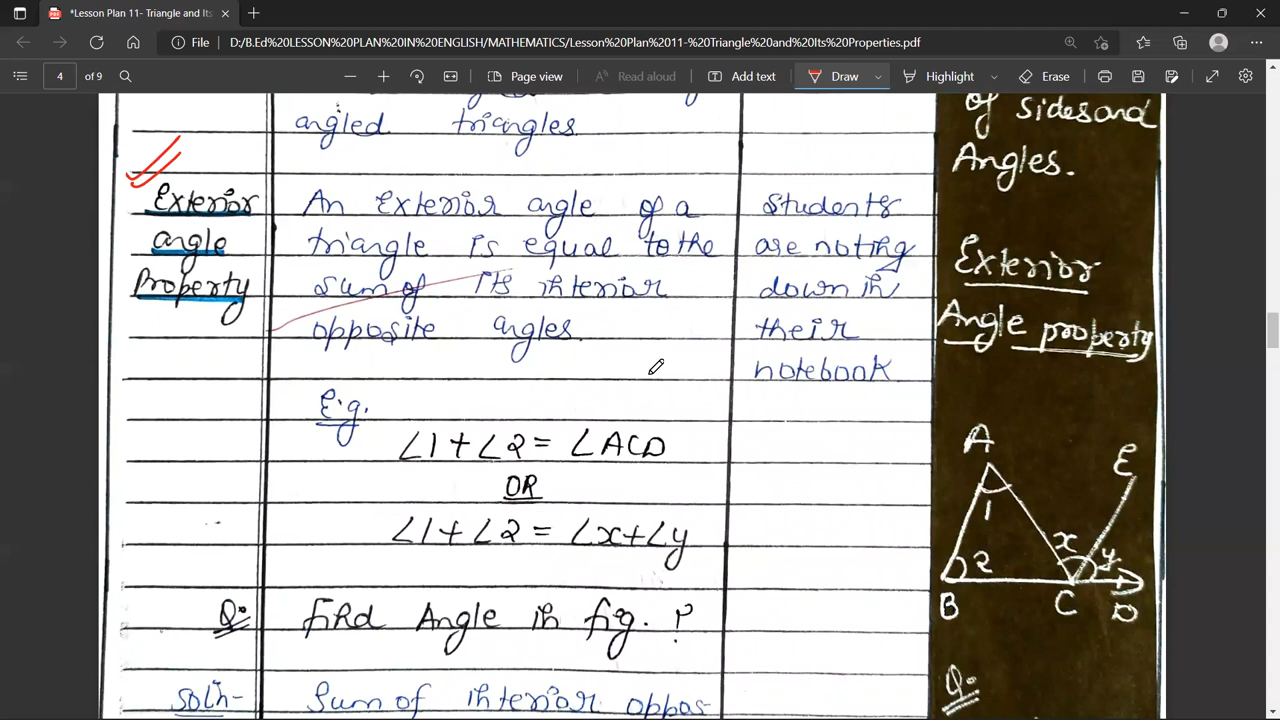 *Lesson Plan 11- Triangle and Its
File
D:/B.Ed%20LESSON%20PLAN%20IN%20ENGLISH/MATHEMATICS/Lesson%20Plan%2011-%20Triangle%20and%20Its%20Properties.pdf
4 of 9
Page view
Read aloud
Add text
Draw
Highlight
Erase
angled triangles
Exterior
angle
Property
An Exterior angle of a
triangle is equal to the
sum of its interior
opposite angles.
E.g.
∠1+∠2=∠ACD
OR
∠1+∠2=∠x+∠y
Q:
Find Angle in fig. ?
Soln-
Sum of interior oppos-
Students
are noting
down in
their
notebook
of sides and
Angles.
Exterior
Angle property
A
E
1
x
y
2
B
C
D
Q: